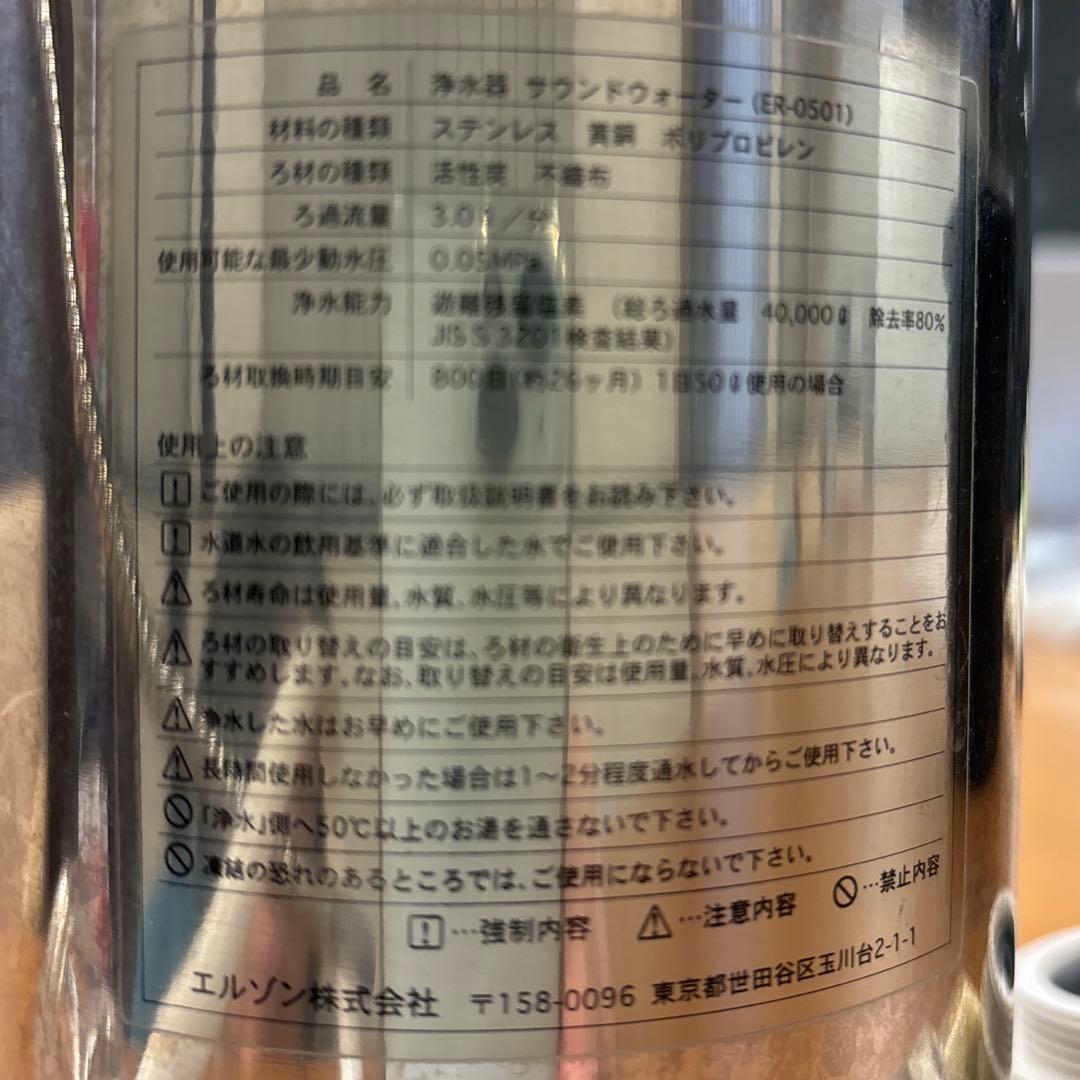 品名 浄水器 サウンドウォーター (ER-0501)
材料の種類 ステンレス 黄銅 ポリプロピレン
ろ材の種類 活性炭 不織布
ろ過流量 3.0ℓ/分
使用可能な最少動水圧 0.05MPa
浄水能力 遊離残留塩素 (総ろ過水量 40,000ℓ 除去率80%
JIS S 3201検査結果)
ろ材取換時期目安 800日(約26ヶ月) 1日50ℓ使用の場合
使用上の注意
ご使用の際には、必ず取扱説明書をお読み下さい。
水道水の飲用基準に適合した水でご使用下さい。
ろ材寿命は使用量、水質、水圧等により異なります。
ろ材の取り替えの目安は、ろ材の衛生上のために早めに取り替えすることをお
すすめします、なお、取り替えの目安は使用量、水質、水圧により異なります。
浄水した水はお早めにご使用下さい。
長時間使用しなかった場合は1~2分程度通水してからご使用下さい。
「浄水」側へ50℃以上のお湯を通さないで下さい。
凍結の恐れのあるところでは、ご使用にならないで下さい。
…強制内容 …注意内容 …禁止内容
エルゾン株式会社 〒158-0096 東京都世田谷区玉川台2-1-1